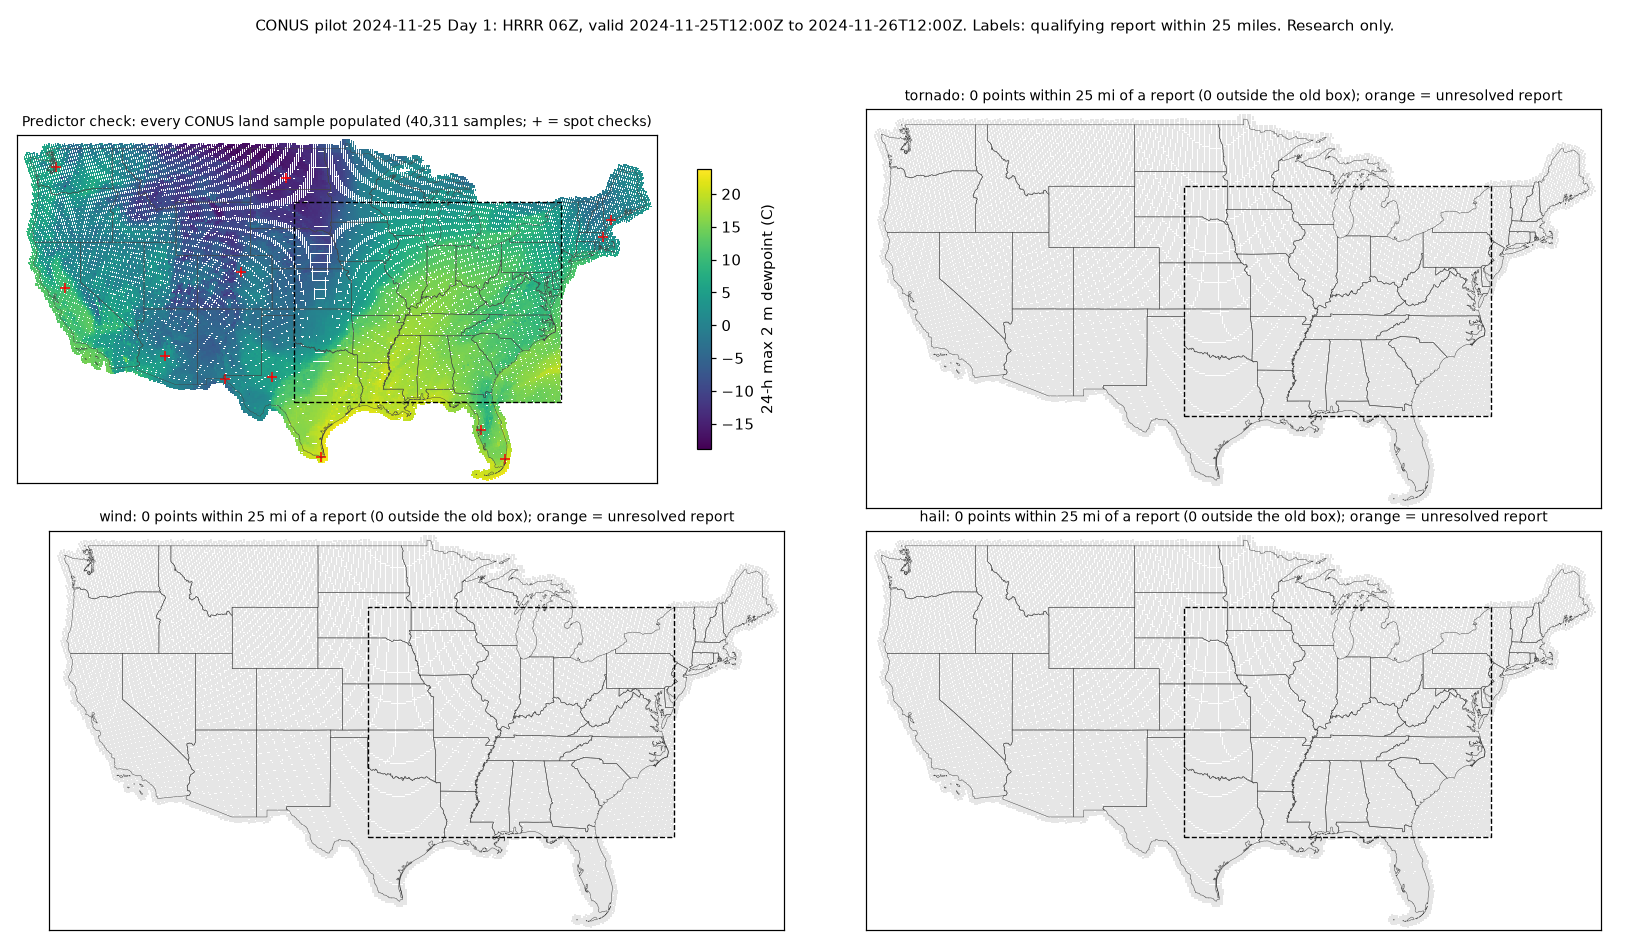 CONUS pilot 2024-11-25 Day 1: HRRR 06Z, valid 2024-11-25T12:00Z to 2024-11-26T12:00Z. Labels: qualifying report within 25 miles. Research only.
Predictor check: every CONUS land sample populated (40,311 samples; + = spot checks)
20
15
10
5
0
−5
−10
−15
24-h max 2 m dewpoint (C)
tornado: 0 points within 25 mi of a report (0 outside the old box); orange = unresolved report
wind: 0 points within 25 mi of a report (0 outside the old box); orange = unresolved report
hail: 0 points within 25 mi of a report (0 outside the old box); orange = unresolved report